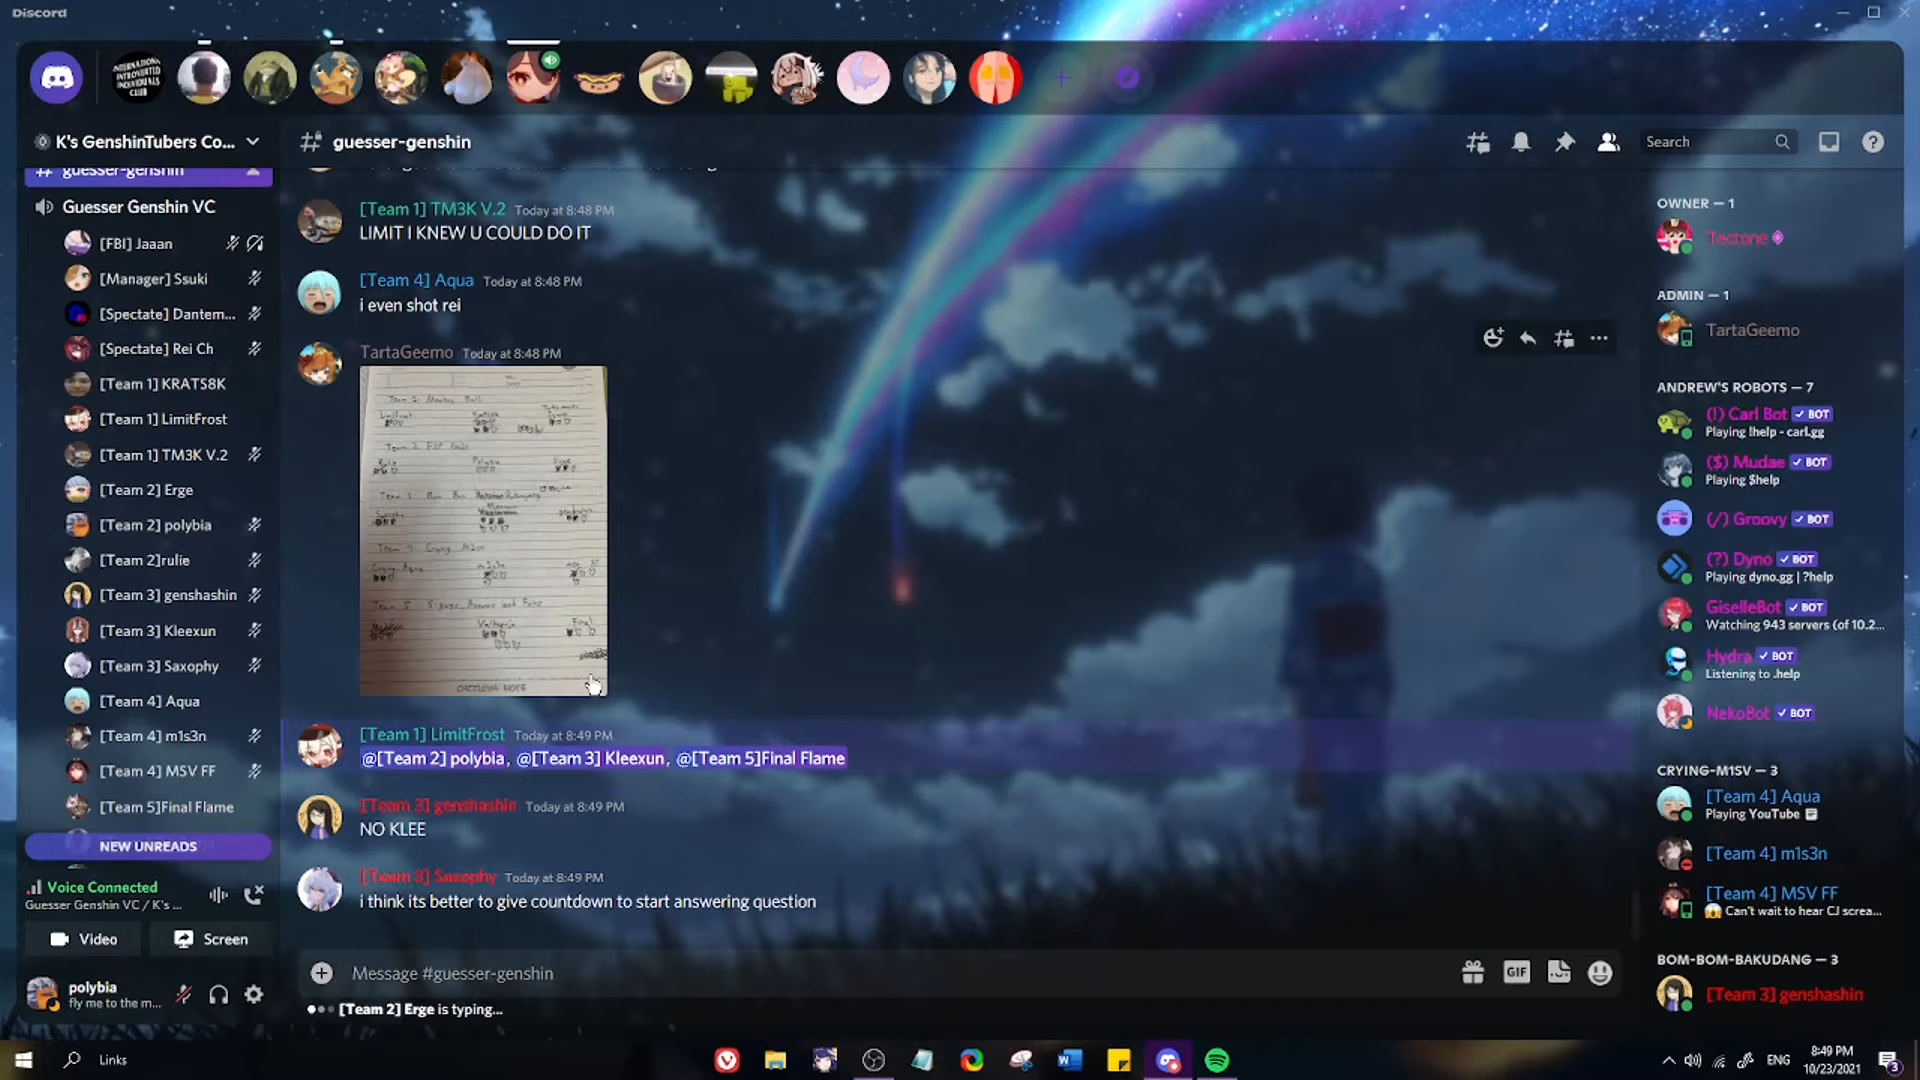 Discord
INTERNATIONAL
INTROVERTED
INDIVIDUALS
CLUB
K's GenshinTubers Co...
guesser-genshin
Guesser Genshin VC
[FBI] Jaaan
[Manager] Ssuki
[Spectate] Dantem...
[Spectate] Rei Ch
[Team 1] KRATS8K
[Team 1] LimitFrost
[Team 1] TM3K V.2
[Team 2] Erge
[Team 2] polybia
[Team 2]rulie
[Team 3] genshashin
[Team 3] Kleexun
[Team 3] Saxophy
[Team 4] Aqua
[Team 4] m1s3n
[Team 4] MSV FF
[Team 5]Final Flame
NEW UNREADS
Voice Connected
Guesser Genshin VC / K's ...
Video
Screen
polybia
fly me to the m...
guesser-genshin
Search
[Team 1] TM3K V.2 Today at 8:48 PM
LIMIT I KNEW U COULD DO IT
[Team 4] Aqua Today at 8:48 PM
i even shot rei
TartaGeemo Today at 8:48 PM
[Team 1] LimitFrost Today at 8:49 PM
@[Team 2] polybia, @[Team 3] Kleexun, @[Team 5]Final Flame
[Team 3] genshashin Today at 8:49 PM
NO KLEE
[Team 3] Saxophy Today at 8:49 PM
i think its better to give countdown to start answering question
Message #guesser-genshin
GIF
[Team 2] Erge is typing...
OWNER — 1
Tectone
ADMIN — 1
TartaGeemo
ANDREW'S ROBOTS — 7
(!) Carl Bot BOT
Playing !help - carl.gg
($) Mudae BOT
Playing $help
(/) Groovy BOT
(?) Dyno BOT
Playing dyno.gg | ?help
GiselleBot BOT
Watching 943 servers (of 10.2...
Hydra BOT
Listening to .help
NekoBot BOT
CRYING-M1SV — 3
[Team 4] Aqua
Playing YouTube
[Team 4] m1s3n
[Team 4] MSV FF
Can't wait to hear CJ screa...
BOM-BOM-BAKUDANG — 3
[Team 3] genshashin
Links
ENG
8:49 PM
10/23/2021
3